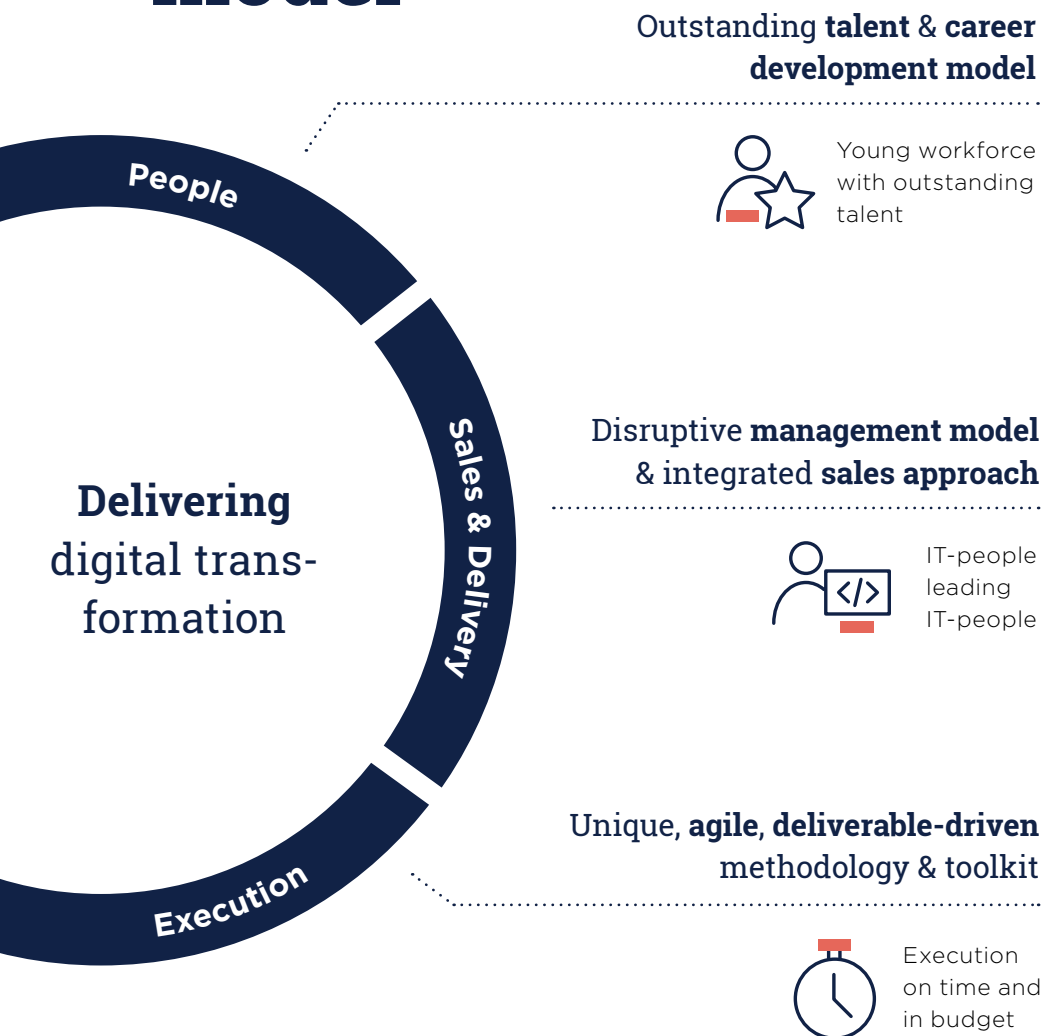 model
Outstanding talent & career
development model
People
Young workforce
with outstanding
talent
Sales & Delivery
Disruptive management model
& integrated sales approach
Delivering
digital trans-
formation
</>
IT-people
leading
IT-people
Unique, agile, deliverable-driven
methodology & toolkit
Execution
Execution
on time and
in budget